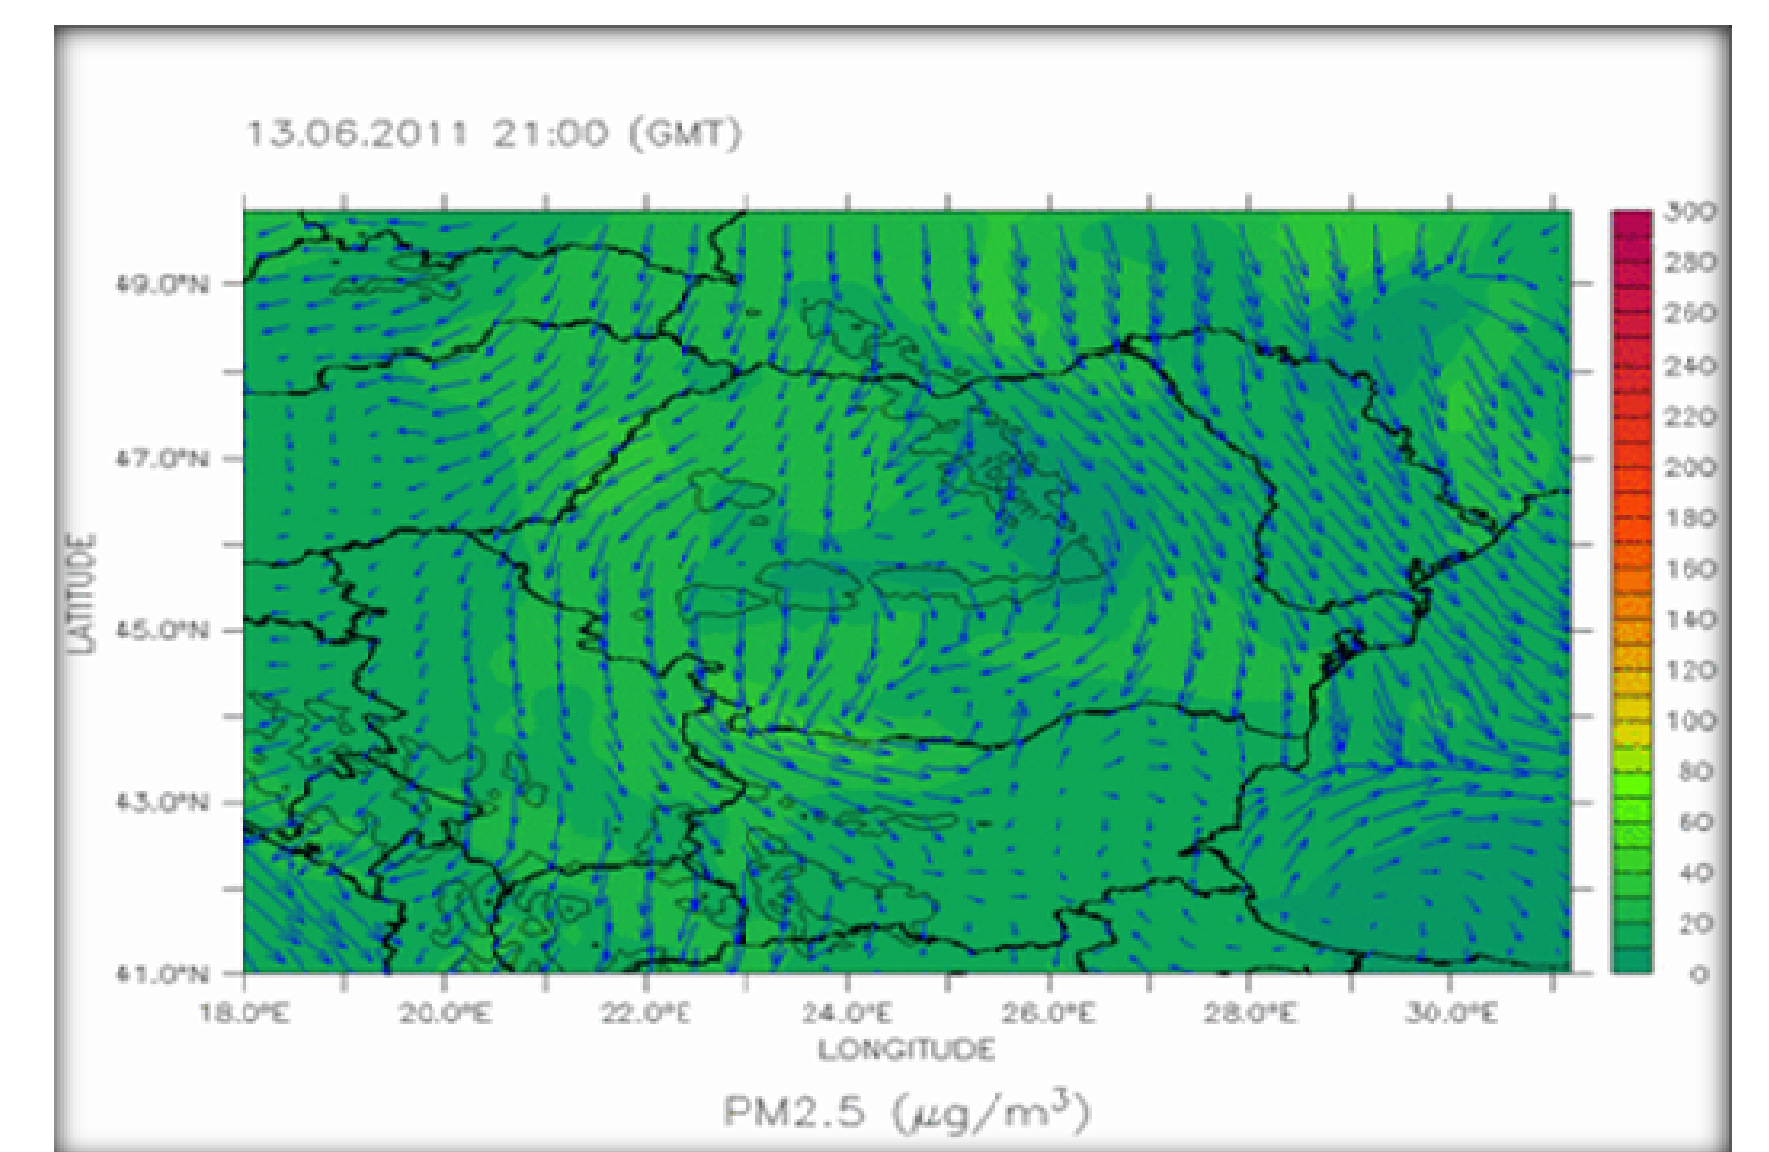 13.06.2011 21:00 (GMT)
300
280
260
240
220
200
180
160
140
120
100
80
60
40
20
0
49.0°N
47.0°N
45.0°N
43.0°N
41.0°N
LATITUDE
18.0°E 20.0°E 22.0°E 24.0°E 26.0°E 28.0°E 30.0°E
LONGITUDE
PM2.5 (μg/m³)